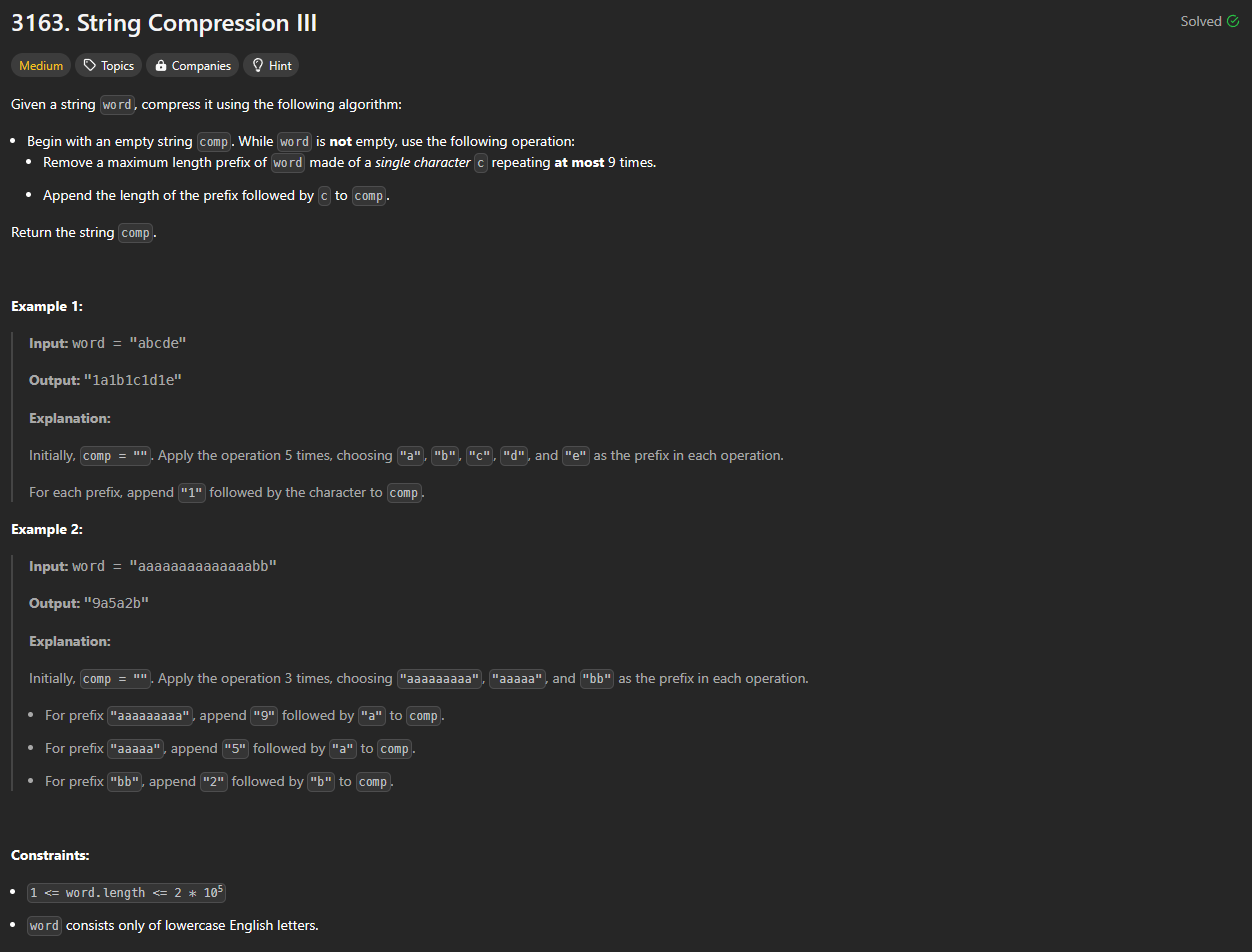 3163. String Compression III
Solved
Medium
Topics
Companies
Hint
Given a string word, compress it using the following algorithm:
Begin with an empty string comp. While word is not empty, use the following operation:
Remove a maximum length prefix of word made of a single character c repeating at most 9 times.
Append the length of the prefix followed by c to comp.
Return the string comp.
Example 1:
Input: word = "abcde"
Output: "1a1b1c1d1e"
Explanation:
Initially, comp = "". Apply the operation 5 times, choosing "a", "b", "c", "d", and "e" as the prefix in each operation.
For each prefix, append "1" followed by the character to comp.
Example 2:
Input: word = "aaaaaaaaaaaaaabb"
Output: "9a5a2b"
Explanation:
Initially, comp = "". Apply the operation 3 times, choosing "aaaaaaaaa", "aaaaa", and "bb" as the prefix in each operation.
For prefix "aaaaaaaaa", append "9" followed by "a" to comp.
For prefix "aaaaa", append "5" followed by "a" to comp.
For prefix "bb", append "2" followed by "b" to comp.
Constraints:
1 <= word.length <= 2 * 10⁵
word consists only of lowercase English letters.